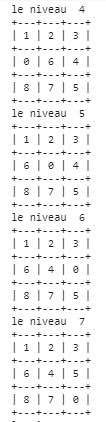 le niveau  4
+---+---+---+
| 1 | 2 | 3 |
+---+---+---+
| 0 | 6 | 4 |
+---+---+---+
| 8 | 7 | 5 |
+---+---+---+
le niveau  5
+---+---+---+
| 1 | 2 | 3 |
+---+---+---+
| 6 | 0 | 4 |
+---+---+---+
| 8 | 7 | 5 |
+---+---+---+
le niveau  6
+---+---+---+
| 1 | 2 | 3 |
+---+---+---+
| 6 | 4 | 0 |
+---+---+---+
| 8 | 7 | 5 |
+---+---+---+
le niveau  7
+---+---+---+
| 1 | 2 | 3 |
+---+---+---+
| 6 | 4 | 5 |
+---+---+---+
| 8 | 7 | 0 |
+---+---+---+